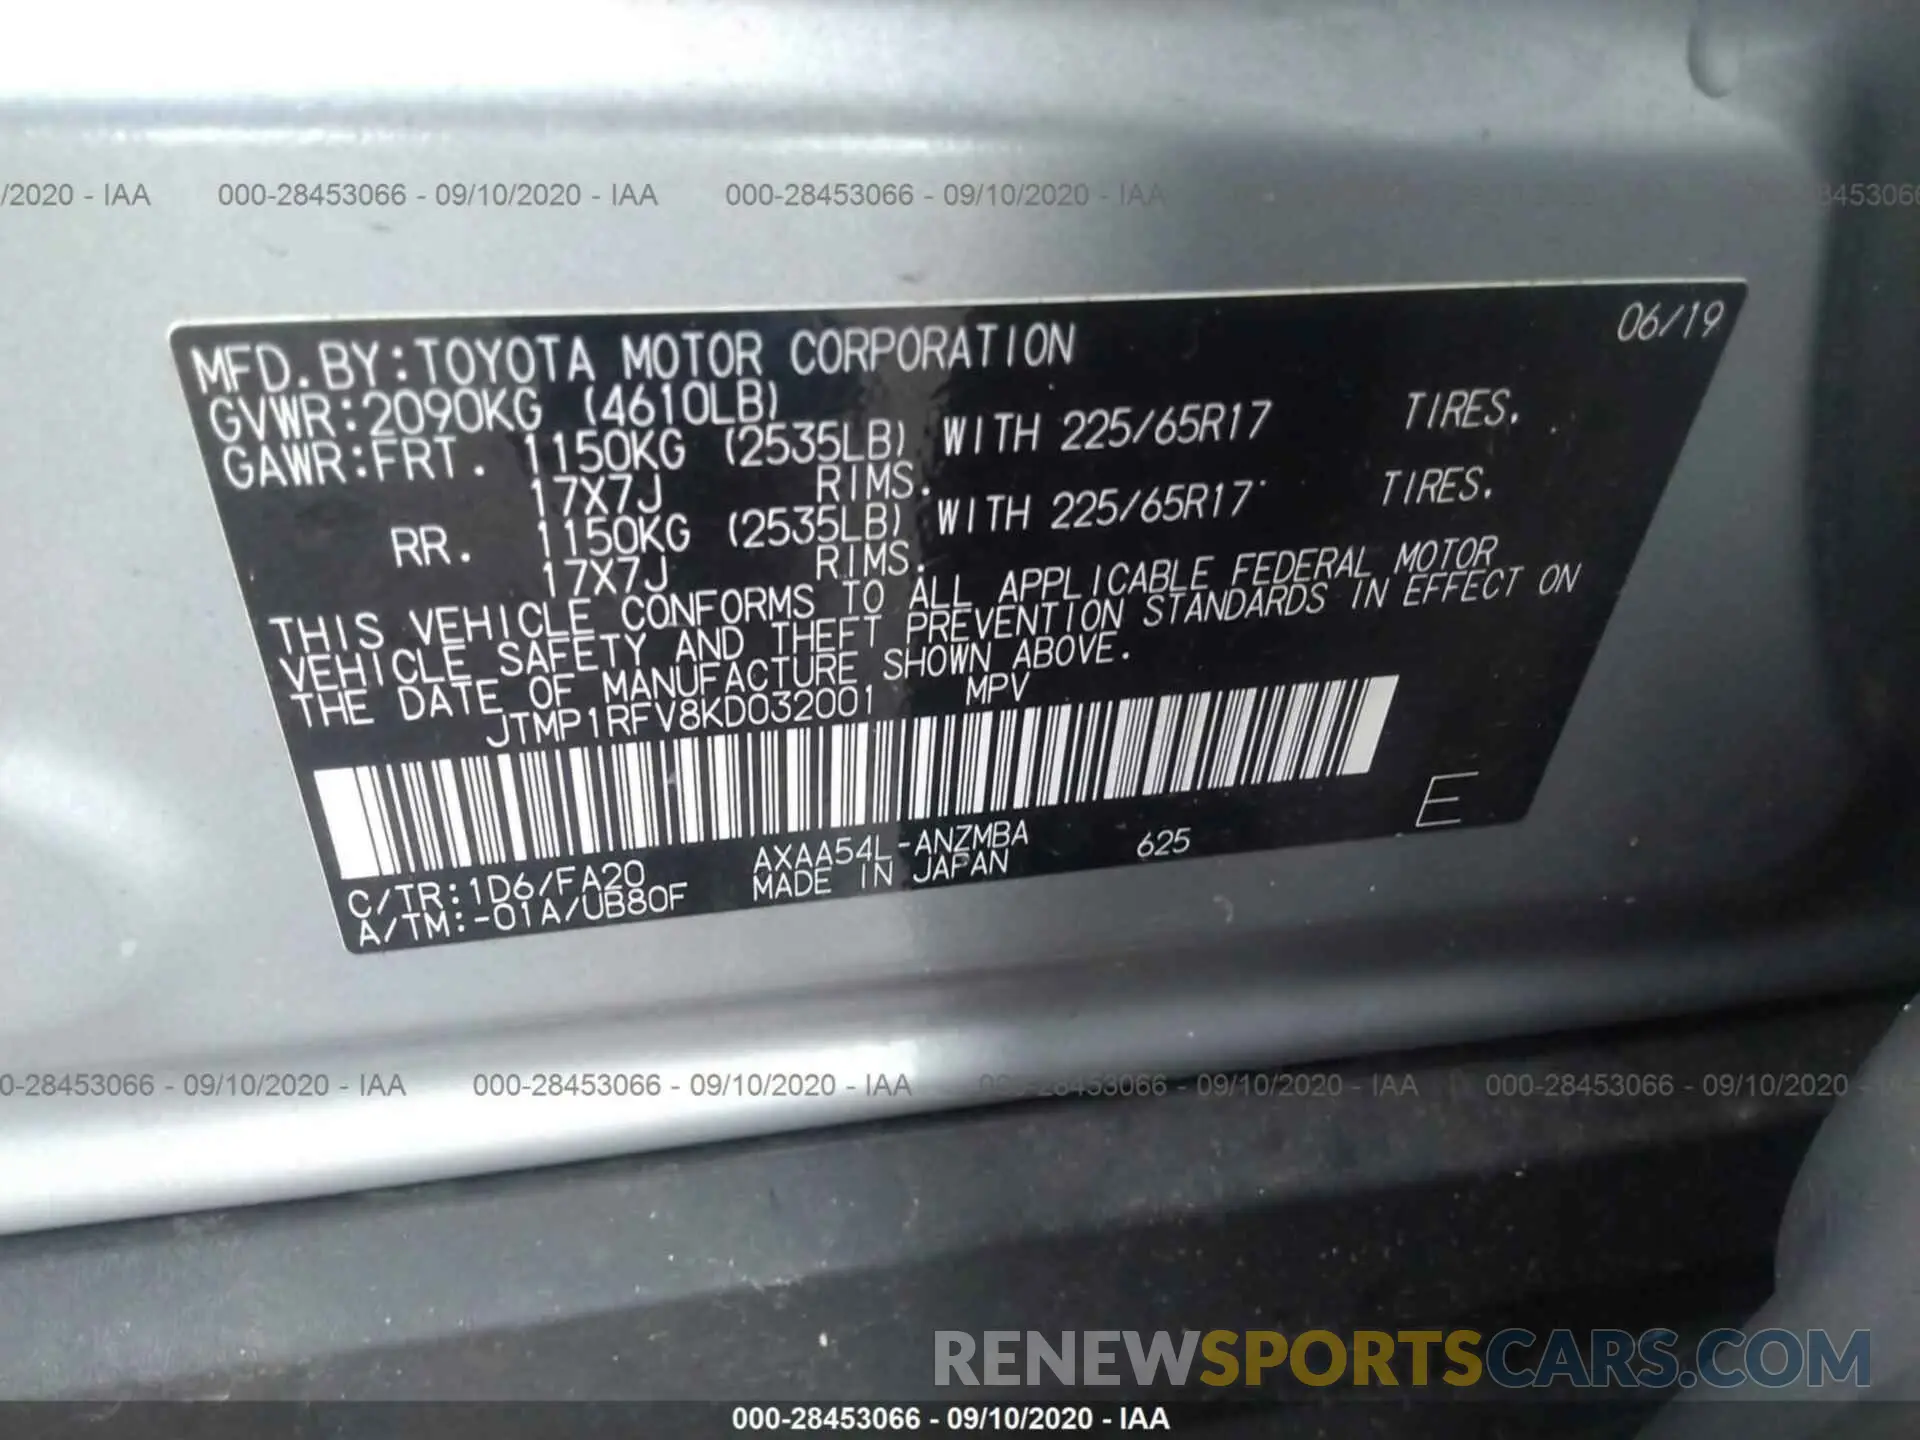 /2020 - IAA 000-28453066 - 09/10/2020 - IAA 000-28453066 - 09/10/2020 - IAA 8453066
06/19
MFD.BY:TOYOTA MOTOR CORPORATION
GVWR:2090KG (4610LB)
GAWR:FRT. 1150KG (2535LB) WITH 225/65R17 TIRES.
17X7J RIMS.
RR. 1150KG (2535LB) WITH 225/65R17 TIRES.
17X7J RIMS.
THIS VEHICLE CONFORMS TO ALL APPLICABLE FEDERAL MOTOR
VEHICLE SAFETY AND THEFT PREVENTION STANDARDS IN EFFECT ON
THE DATE OF MANUFACTURE SHOWN ABOVE.
JTMP1RFV8KD032001 MPV
E
C/TR:1D6/FA20 AXAA54L-ANZMBA 625
A/TM:-01A/UB80F MADE IN JAPAN
0-28453066 - 09/10/2020 - IAA 000-28453066 - 09/10/2020 - IAA 000-28453066 - 09/10/2020 - IAA 000-28453066 - 09/10/2020 -
RENEWSPORTSCARS.COM
000-28453066 - 09/10/2020 - IAA